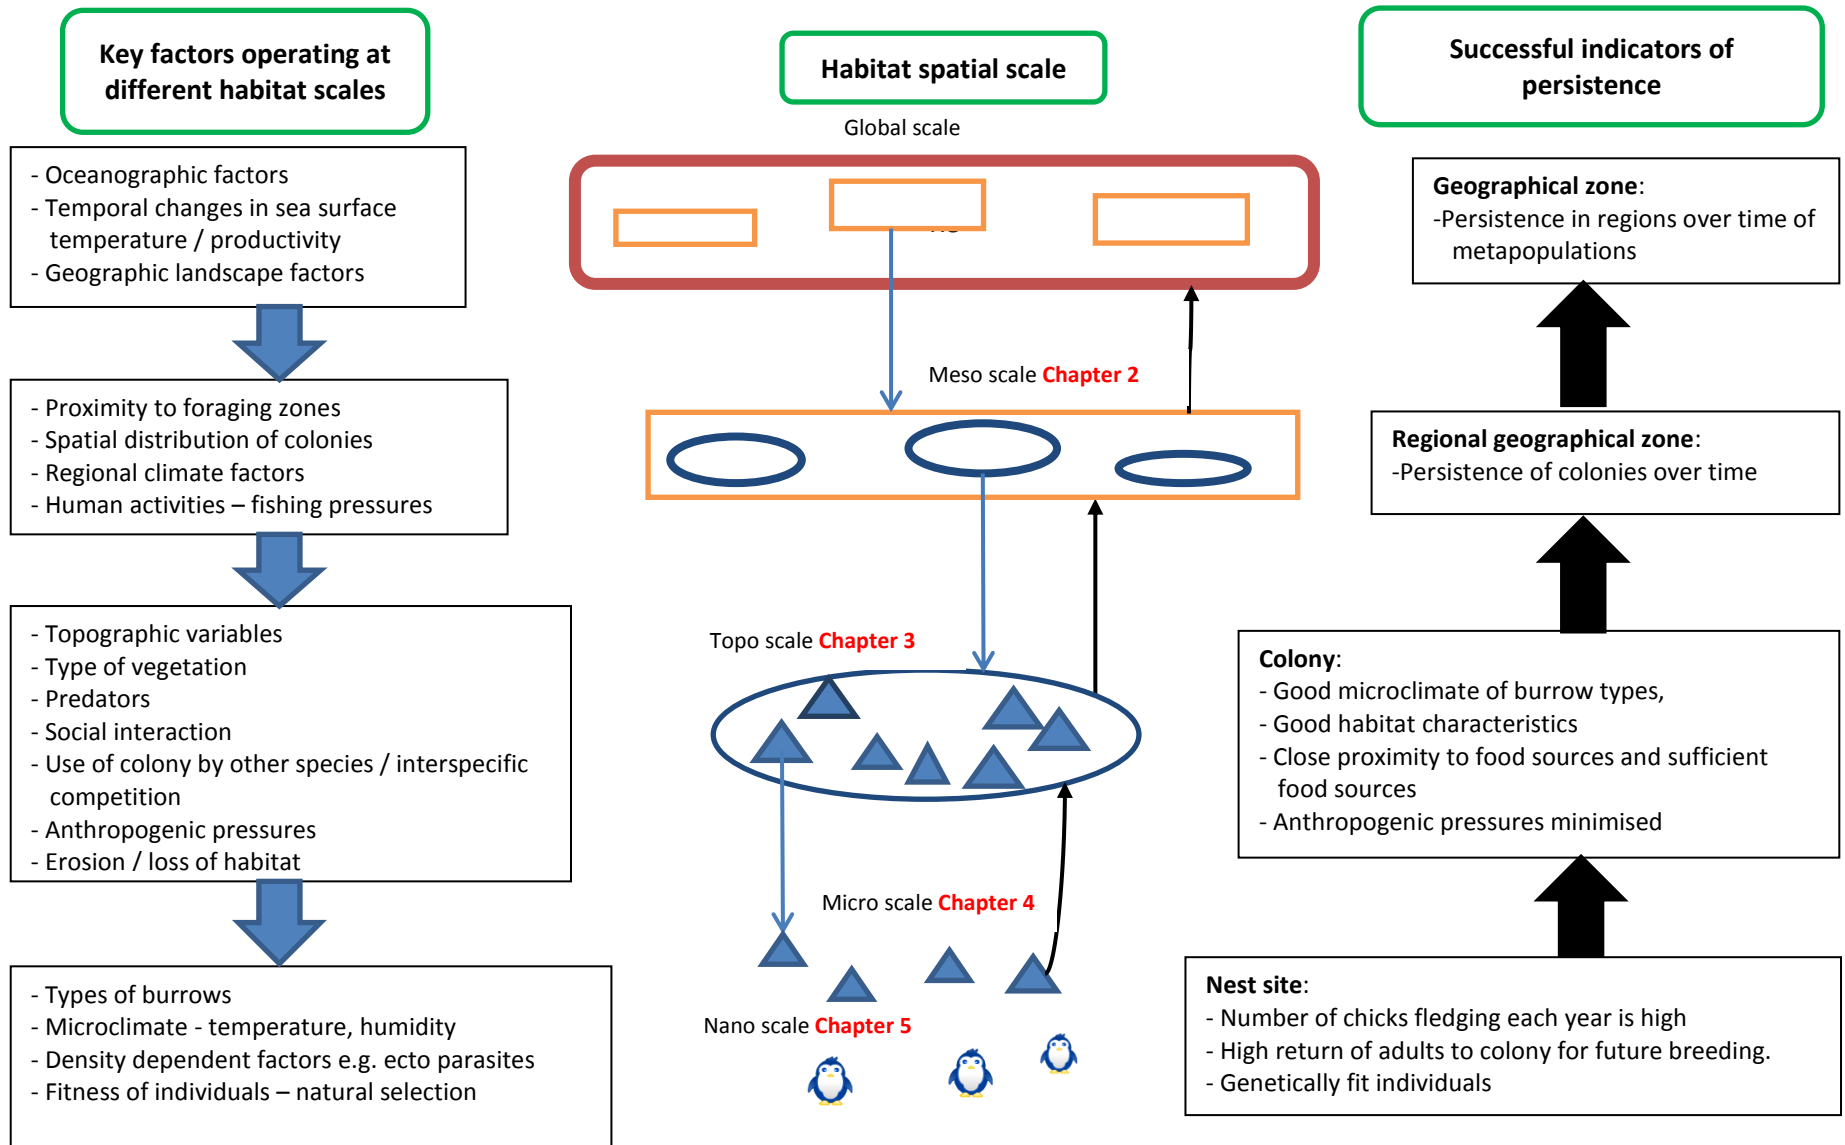 Key factors operating at
different habitat scales
- Oceanographic factors
- Temporal changes in sea surface
temperature / productivity
- Geographic landscape factors
- Proximity to foraging zones
- Spatial distribution of colonies
- Regional climate factors
- Human activities – fishing pressures
- Topographic variables
- Type of vegetation
- Predators
- Social interaction
- Use of colony by other species / interspecific
competition
- Anthropogenic pressures
- Erosion / loss of habitat
- Types of burrows
- Microclimate - temperature, humidity
- Density dependent factors e.g. ecto parasites
- Fitness of individuals – natural selection
Habitat spatial scale
Global scale
Meso scale Chapter 2
Topo scale Chapter 3
Micro scale Chapter 4
Nano scale Chapter 5
Successful indicators of
persistence
Geographical zone:
-Persistence in regions over time of
metapopulations
Regional geographical zone:
-Persistence of colonies over time
Colony:
- Good microclimate of burrow types,
- Good habitat characteristics
- Close proximity to food sources and sufficient
food sources
- Anthropogenic pressures minimised
Nest site:
- Number of chicks fledging each year is high
- High return of adults to colony for future breeding.
- Genetically fit individuals